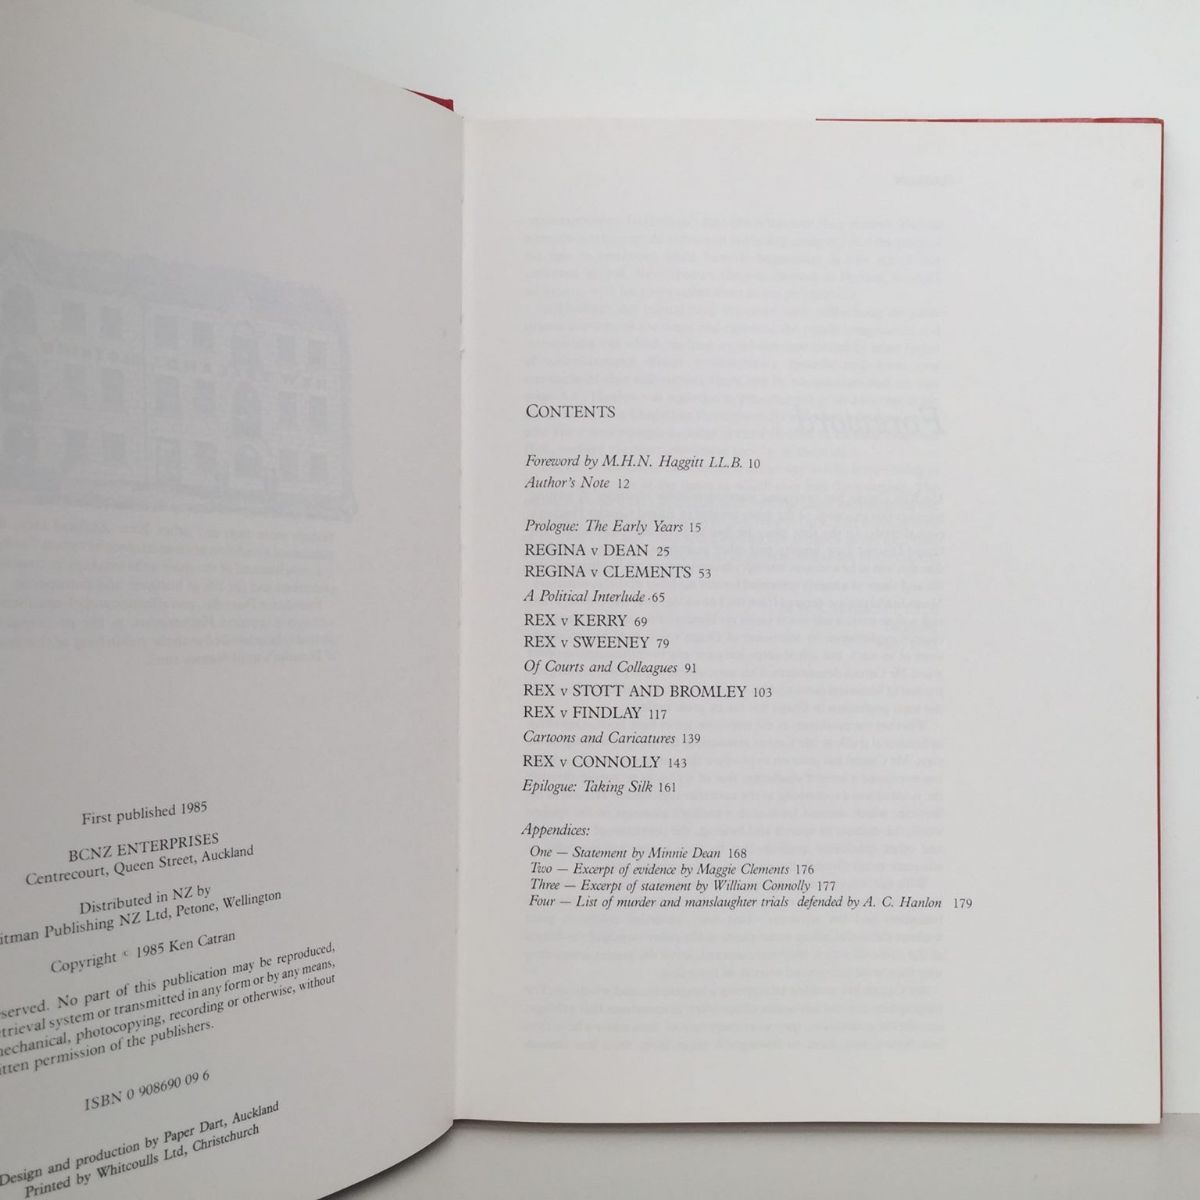 First published 1985
BCNZ ENTERPRISES
Centrecourt, Queen Street, Auckland
Distributed in NZ by
itman Publishing NZ Ltd, Petone, Wellington
Copyright © 1985 Ken Catran
served. No part of this publication may be reproduced,
trieval system or transmitted in any form or by any means,
mechanical, photocopying, recording or otherwise, without
itten permission of the publishers.
ISBN 0 908690 09 6
Design and production by Paper Dart, Auckland
Printed by Whitcoulls Ltd, Christchurch
CONTENTS
Foreword by M.H.N. Haggitt LL.B. 10
Author's Note 12
Prologue: The Early Years 15
REGINA v DEAN 25
REGINA v CLEMENTS 53
A Political Interlude 65
REX v KERRY 69
REX v SWEENEY 79
Of Courts and Colleagues 91
REX v STOTT AND BROMLEY 103
REX v FINDLAY 117
Cartoons and Caricatures 139
REX v CONNOLLY 143
Epilogue: Taking Silk 161
Appendices:
One — Statement by Minnie Dean 168
Two — Excerpt of evidence by Maggie Clements 176
Three — Excerpt of statement by William Connolly 177
Four — List of murder and manslaughter trials defended by A. C. Hanlon 179